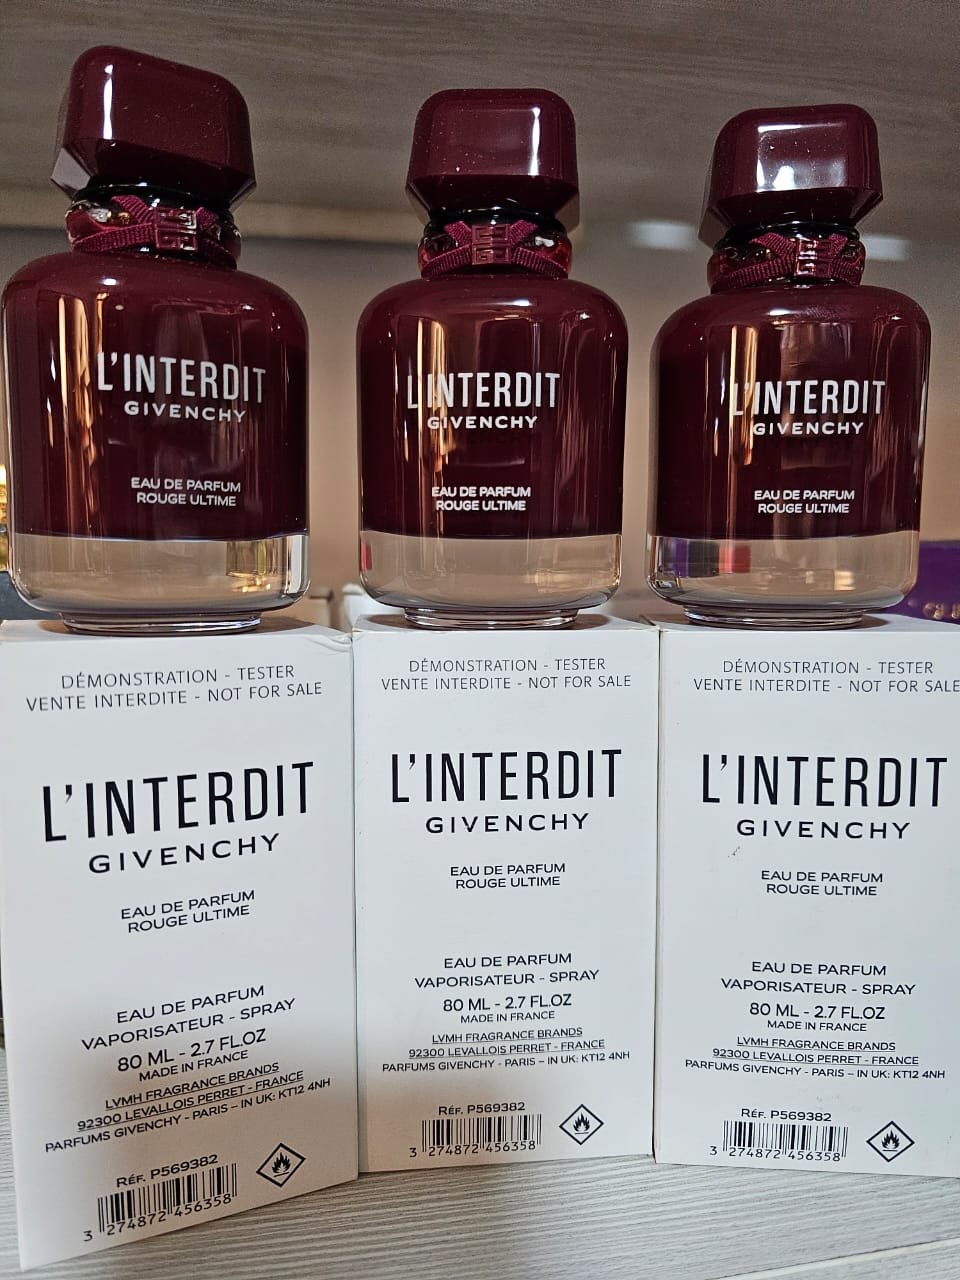 L'INTERDIT
GIVENCHY
EAU DE PARFUM
ROUGE ULTIME
L'INTERDIT
GIVENCHY
EAU DE PARFUM
ROUGE ULTIME
L'INTERDIT
GIVENCHY
EAU DE PARFUM
ROUGE ULTIME
DÉMONSTRATION - TESTER
VENTE INTERDITE - NOT FOR SALE
L'INTERDIT
GIVENCHY
EAU DE PARFUM
ROUGE ULTIME
EAU DE PARFUM
VAPORISATEUR - SPRAY
80 ML - 2.7 FL.OZ
MADE IN FRANCE
LVMH FRAGRANCE BRANDS
92300 LEVALLOIS PERRET - FRANCE
PARFUMS GIVENCHY - PARIS – IN UK: KT12 4NH
RÉF. P569382
3 274872 456358
DÉMONSTRATION - TESTER
VENTE INTERDITE - NOT FOR SALE
L'INTERDIT
GIVENCHY
EAU DE PARFUM
ROUGE ULTIME
EAU DE PARFUM
VAPORISATEUR - SPRAY
80 ML - 2.7 FL.OZ
MADE IN FRANCE
LVMH FRAGRANCE BRANDS
92300 LEVALLOIS PERRET - FRANCE
PARFUMS GIVENCHY - PARIS – IN UK: KT12 4NH
RÉF. P569382
3 274872 456358
DÉMONSTRATION - TESTER
VENTE INTERDITE - NOT FOR SALE
L'INTERDIT
GIVENCHY
EAU DE PARFUM
ROUGE ULTIME
EAU DE PARFUM
VAPORISATEUR - SPRAY
80 ML - 2.7 FL.OZ
MADE IN FRANCE
LVMH FRAGRANCE BRANDS
92300 LEVALLOIS PERRET - FRANCE
PARFUMS GIVENCHY - PARIS – IN UK: KT12 4NH
RÉF. P569382
3 274872 456358